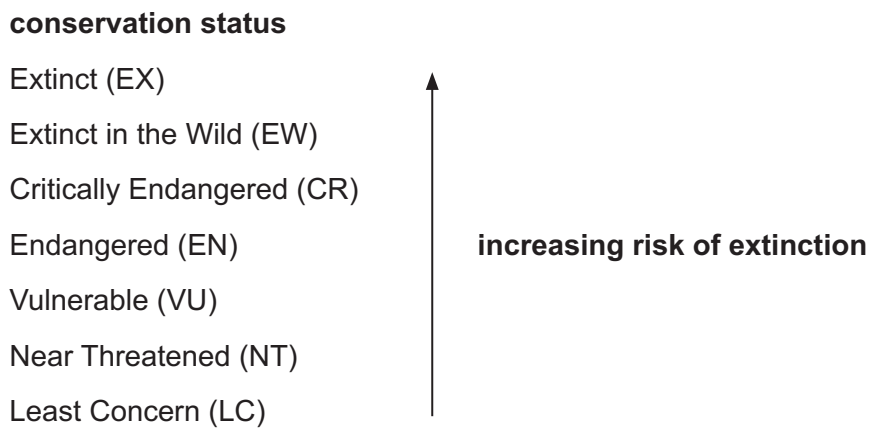 conservation status
Extinct (EX)
Extinct in the Wild (EW)
Critically Endangered (CR)
Endangered (EN)
increasing risk of extinction
Vulnerable (VU)
Near Threatened (NT)
Least Concern (LC)